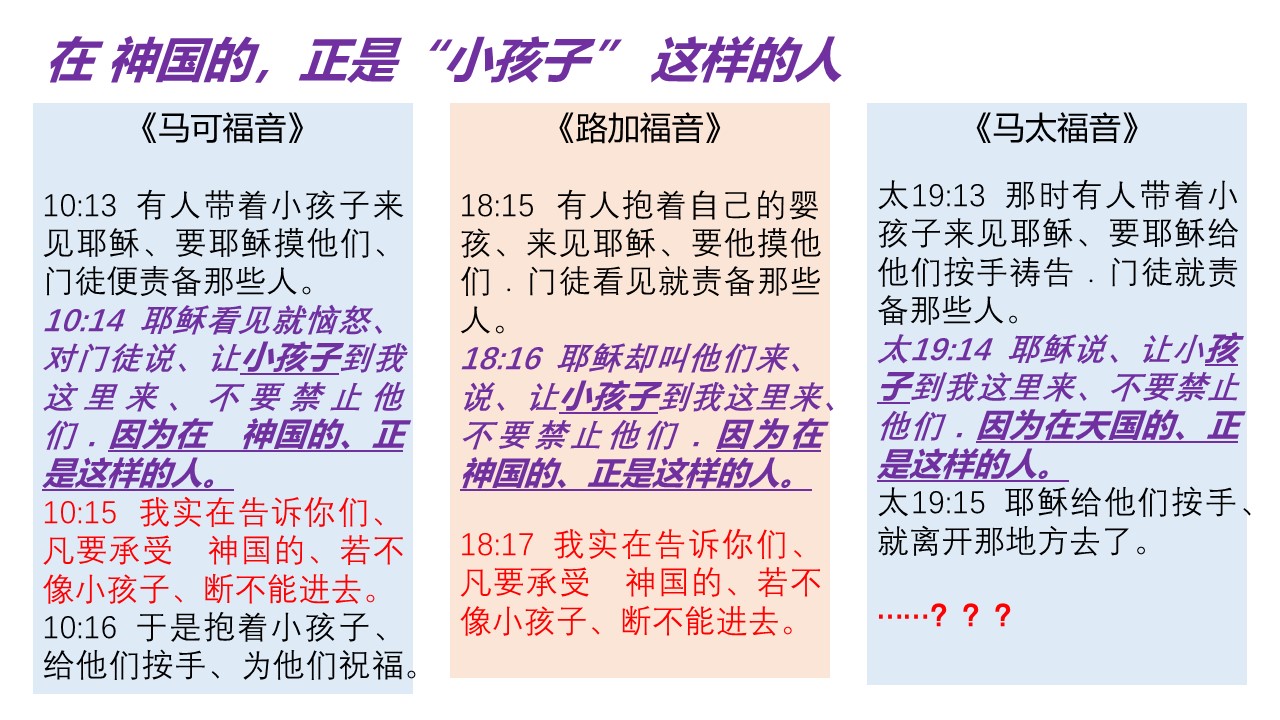 在 神国的，正是“小孩子” 这样的人
《马可福音》
10:13 有人带着小孩子来
见耶稣、要耶稣摸他们、
门徒便责备那些人。
10:14 耶稣看见就恼怒、
对门徒说、让小孩子到我
这里来、不要禁止他
们．因为在　神国的、正
是这样的人。
10:15 我实在告诉你们、
凡要承受　神国的、若不
像小孩子、断不能进去。
10:16 于是抱着小孩子、
给他们按手、为他们祝福。
《路加福音》
18:15 有人抱着自己的婴
孩、来见耶稣、要他摸他
们．门徒看见就责备那些
人。
18:16 耶稣却叫他们来、
说、让小孩子到我这里来、
不要禁止他们．因为在
神国的、正是这样的人。
18:17 我实在告诉你们、
凡要承受　神国的、若不
像小孩子、断不能进去。
《马太福音》
太19:13 那时有人带着小
孩子来见耶稣、要耶稣给
他们按手祷告．门徒就责
备那些人。
太19:14 耶稣说、让小孩
子到我这里来、不要禁止
他们．因为在天国的、正
是这样的人。
太19:15 耶稣给他们按手、
就离开那地方去了。
……？？？